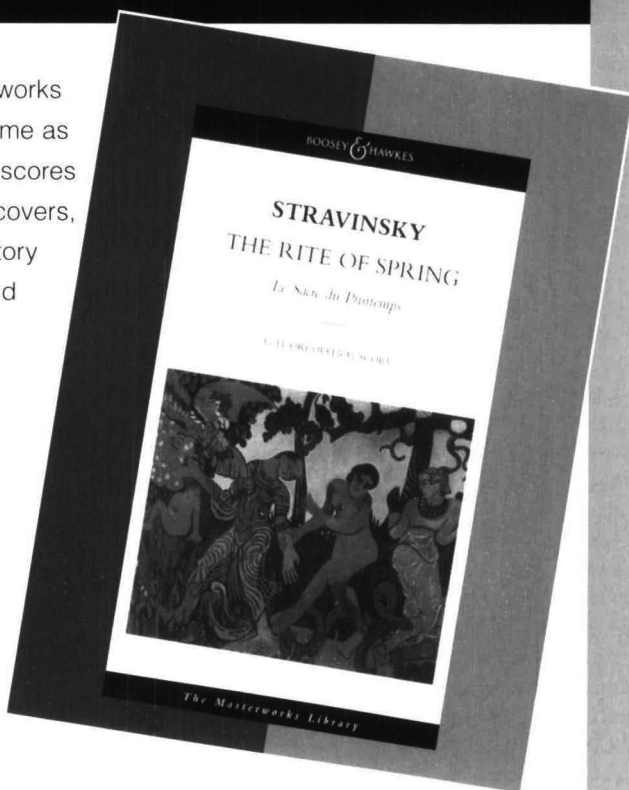 works
me as
scores
covers,
tory
d
BOOSEY & HAWKES
STRAVINSKY
THE RITE OF SPRING
Le Sacre du Printemps
The Masterworks Library